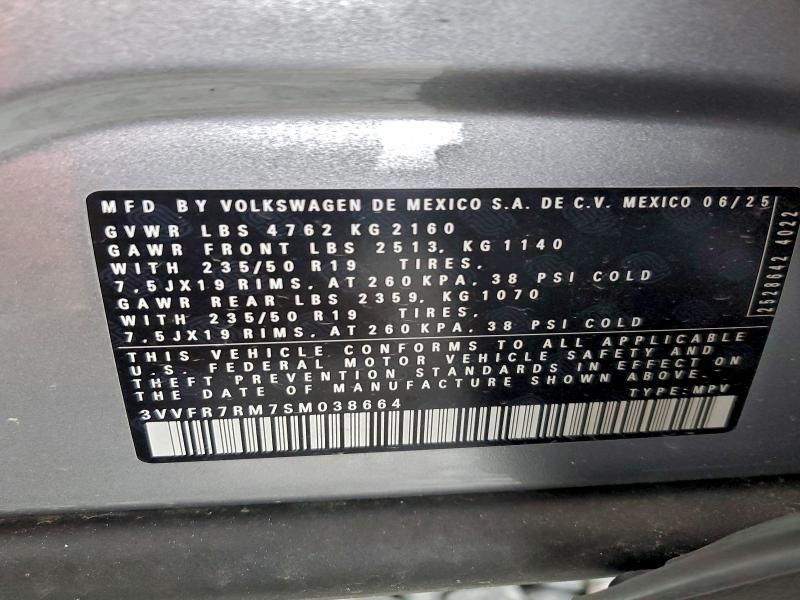 MFD BY VOLKSWAGEN DE MEXICO S.A. DE C.V. MEXICO 06/25
GVWR LBS 4762 KG 2160
GAWR FRONT LBS 2513, KG 1140
WITH 235/50 R19 TIRES,
7,5JX19 RIMS, AT 260 KPA, 38 PSI COLD
GAWR REAR LBS 2359, KG 1070
WITH 235/50 R19 TIRES,
7,5JX19 RIMS, AT 260 KPA, 38 PSI COLD
THIS VEHICLE CONFORMS TO ALL APPLICABLE
U.S. FEDERAL MOTOR VEHICLE SAFETY AND
THEFT PREVENTION STANDARDS IN EFFECT ON
THE DATE OF MANUFACTURE SHOWN ABOVE.
TYPE: MPV
3VVFR7RM7SM038664
2528642 4022